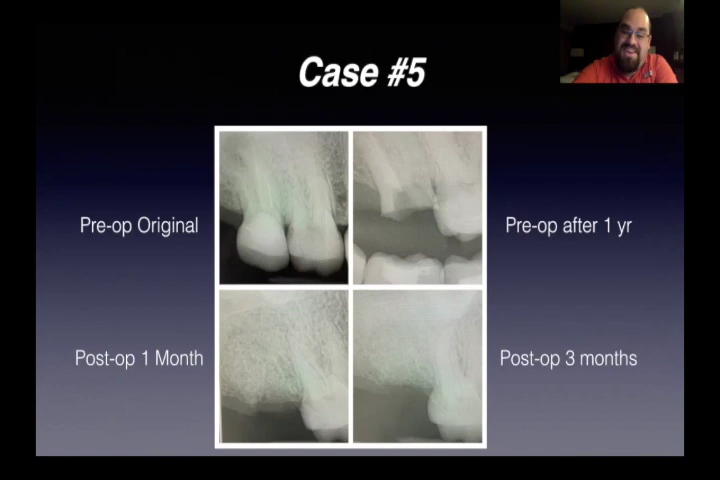 Case #5
Pre-op Original
Pre-op after 1 yr
Post-op 1 Month
Post-op 3 months